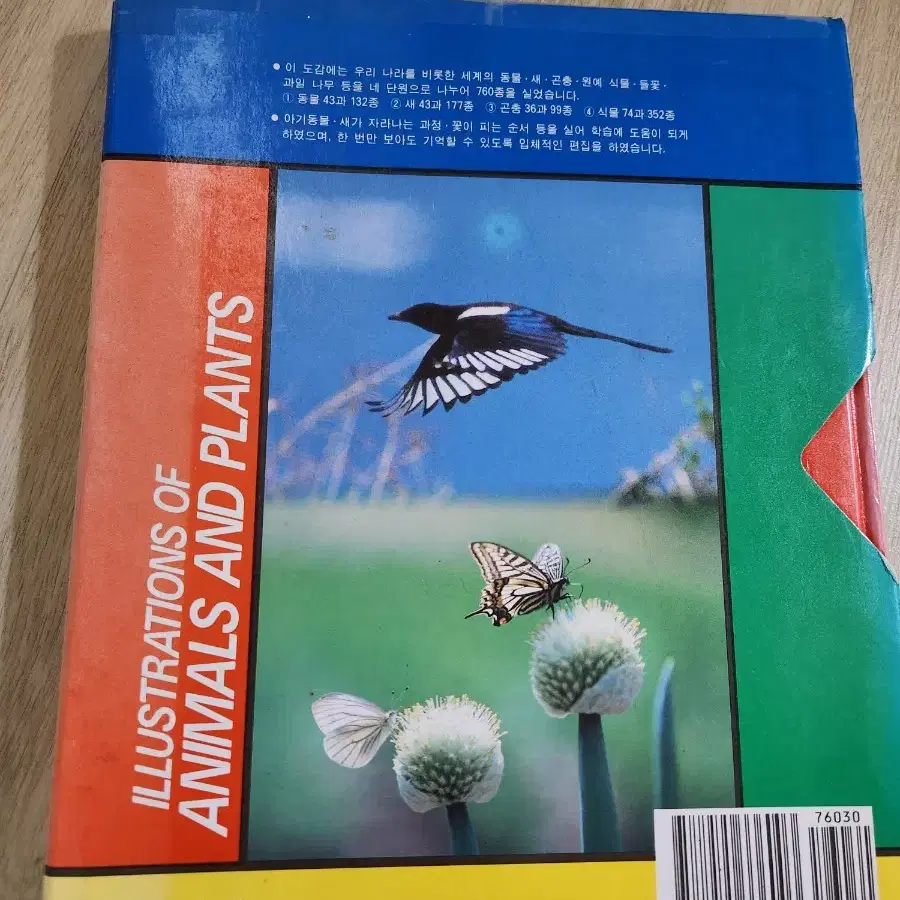 ● 이 도감에는 우리 나라를 비롯한 세계의 동물·새·곤충·원예 식물·들꽃·
과일 나무 등을 네 단원으로 나누어 760종을 실었습니다.
① 동물 43과 132종 ② 새 43과 177종 ③ 곤충 36과 99종 ④ 식물 74과 352종
● 아기동물·새가 자라나는 과정·꽃이 피는 순서 등을 실어 학습에 도움이 되게
하였으며, 한 번만 보아도 기억할 수 있도록 입체적인 편집을 하였습니다.
ILLUSTRATIONS OF
ANIMALS AND PLANTS
76030